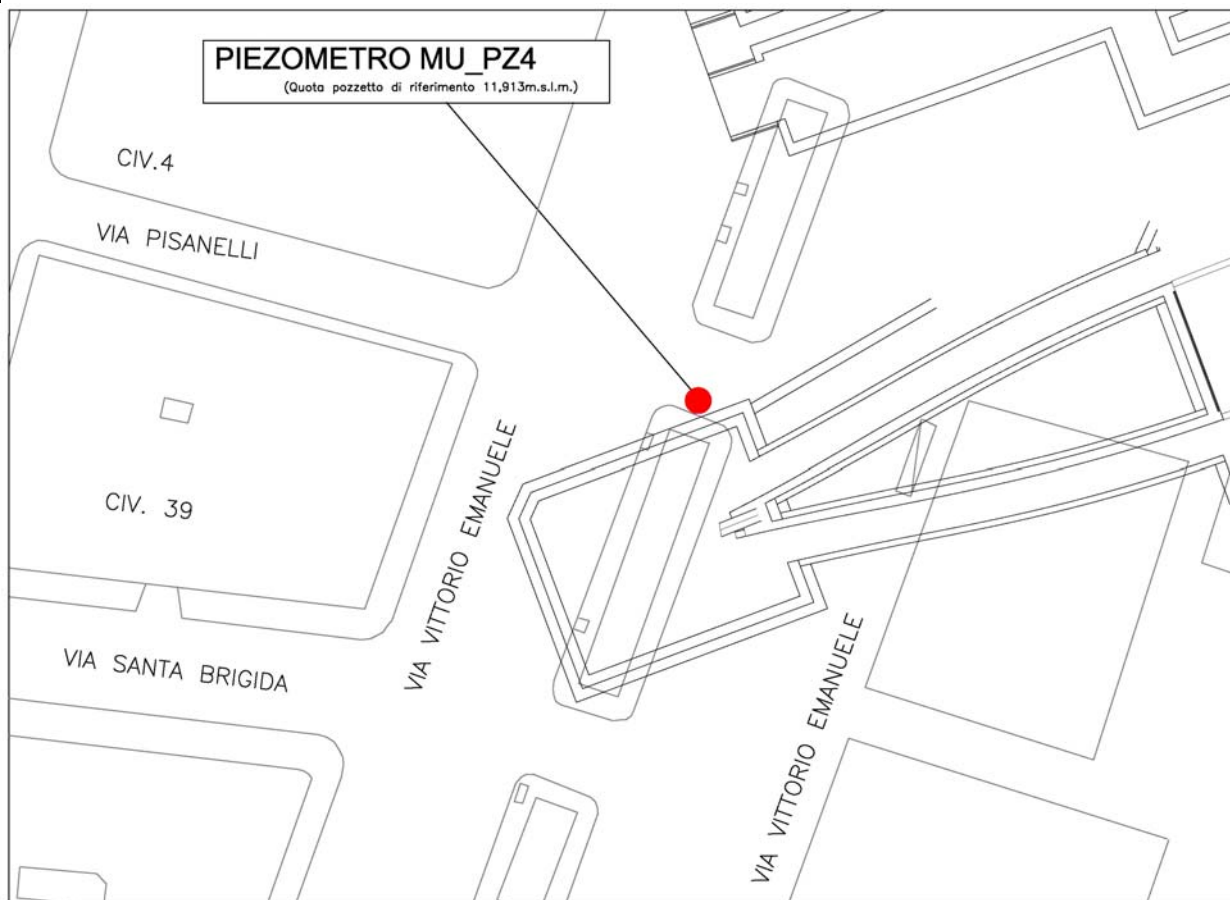 PIEZOMETRO MU_PZ4
(Quota pozzetto di riferimento 11,913m.s.l.m.)
CIV.4
VIA PISANELLI
CIV. 39
VIA VITTORIO EMANUELE
VIA SANTA BRIGIDA
VIA VITTORIO EMANUELE